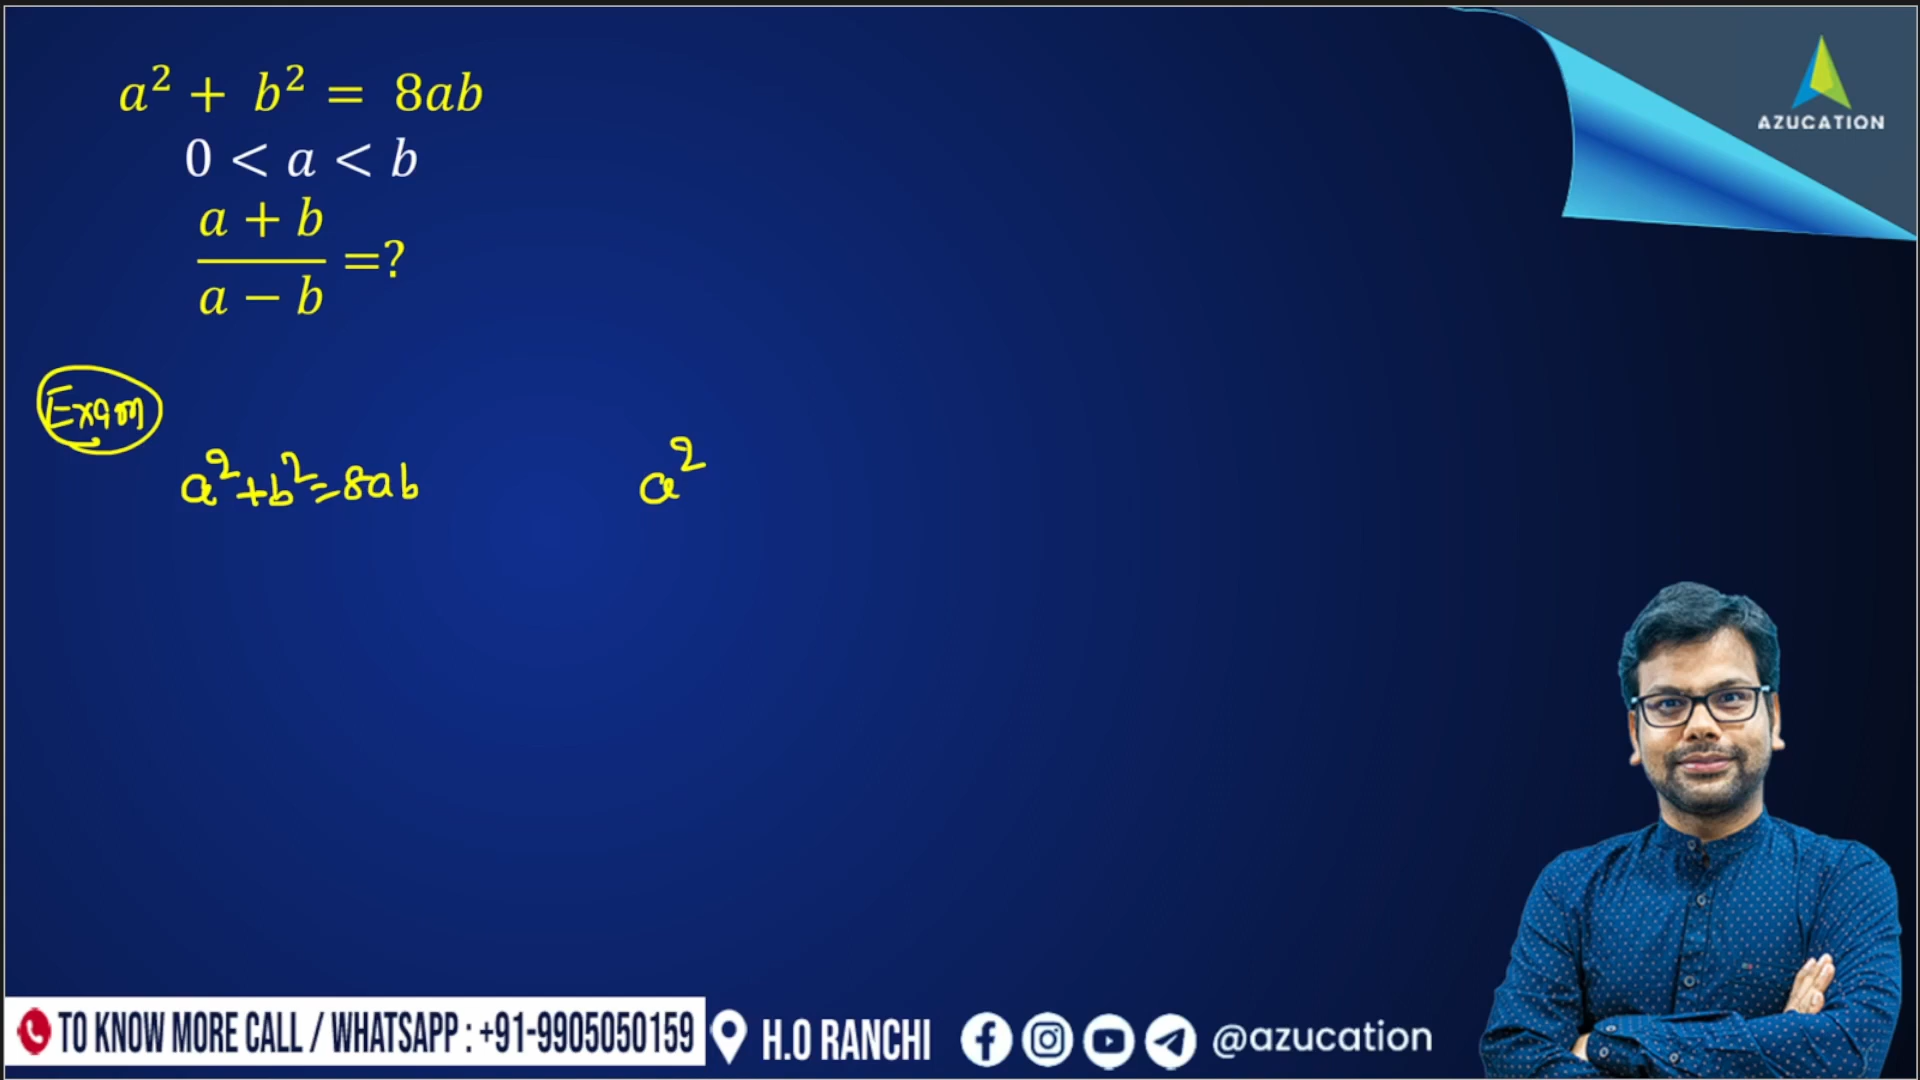 a² + b² = 8ab
0 < a < b
a + b
a − b
=?
AZUCATION
Exam
a²+b²=8ab
a²
TO KNOW MORE CALL / WHATSAPP : +91-9905050159
H.O RANCHI
@azucation